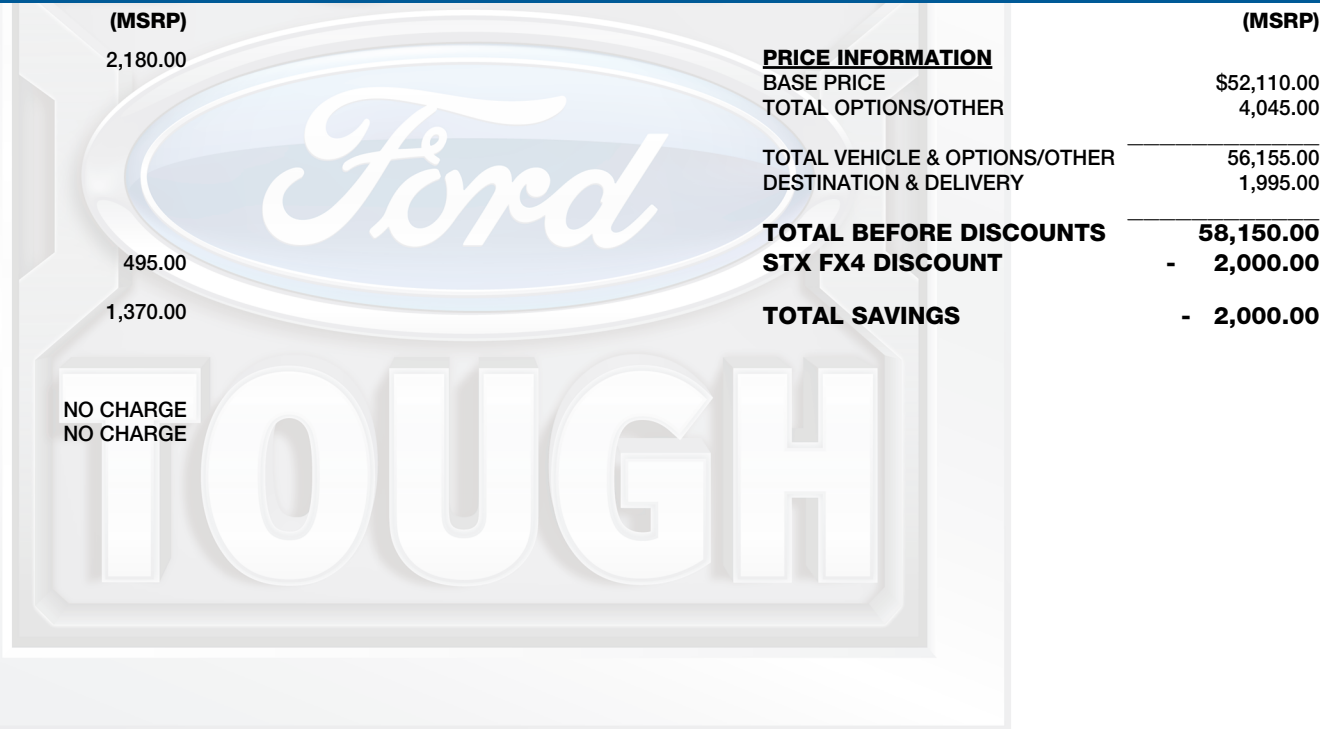 (MSRP)
2,180.00
495.00
1,370.00
NO CHARGE
NO CHARGE
(MSRP)
PRICE INFORMATION
BASE PRICE $52,110.00
TOTAL OPTIONS/OTHER 4,045.00
TOTAL VEHICLE & OPTIONS/OTHER 56,155.00
DESTINATION & DELIVERY 1,995.00
TOTAL BEFORE DISCOUNTS 58,150.00
STX FX4 DISCOUNT - 2,000.00
TOTAL SAVINGS - 2,000.00
Ford
TOUGH